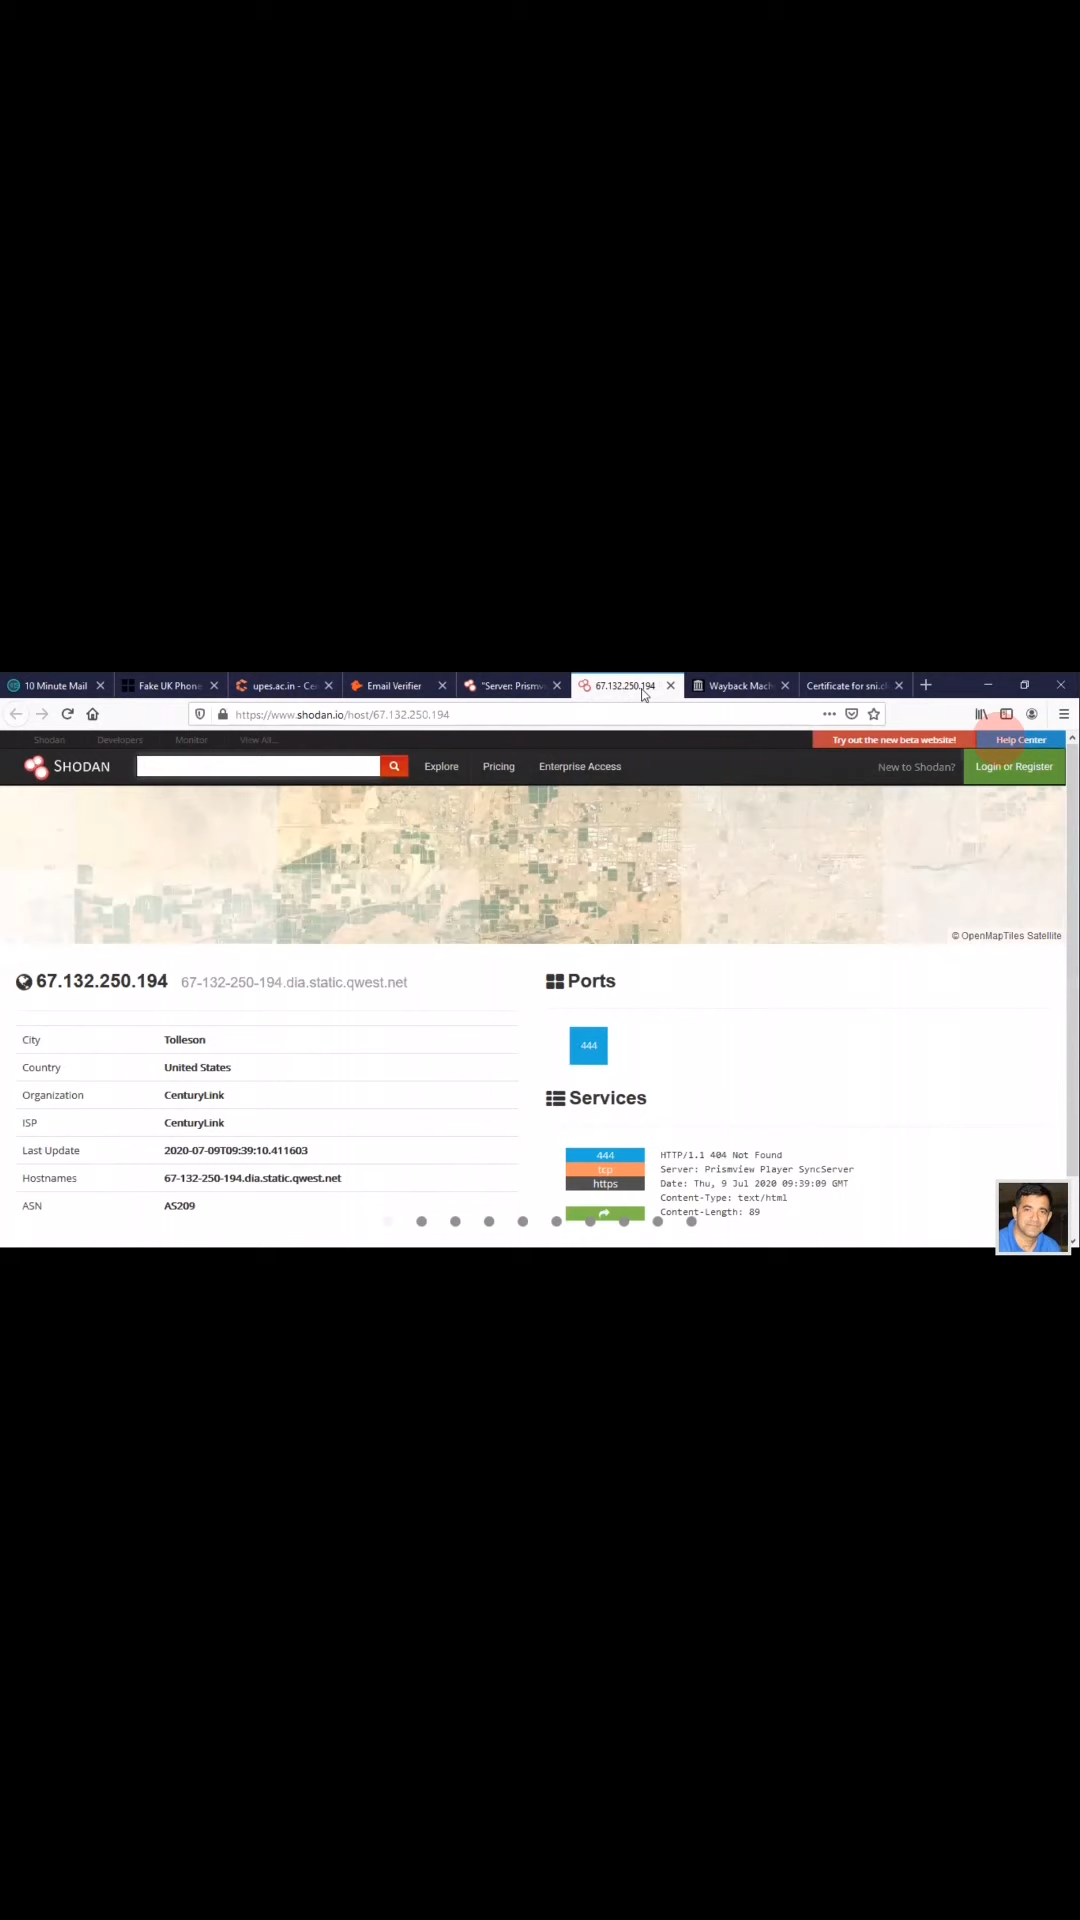 10 Minute Mail
Fake UK Phone
upes.ac.in - Ce
Email Verifier
"Server: Prismv
67.132.250.194
Wayback Mach
Certificate for sni.cl
https://www.shodan.io/host/67.132.250.194
Shodan Developers Monitor View All...
Try out the new beta website! Help Center
SHODAN Explore Pricing Enterprise Access New to Shodan? Login or Register
© OpenMapTiles Satellite
67.132.250.194 67-132-250-194.dia.static.qwest.net
City Tolleson
Country United States
Organization CenturyLink
ISP CenturyLink
Last Update 2020-07-09T09:39:10.411603
Hostnames 67-132-250-194.dia.static.qwest.net
ASN AS209
Ports
444
Services
444
tcp
https
HTTP/1.1 404 Not Found
Server: Prismview Player SyncServer
Date: Thu, 9 Jul 2020 09:39:09 GMT
Content-Type: text/html
Content-Length: 89